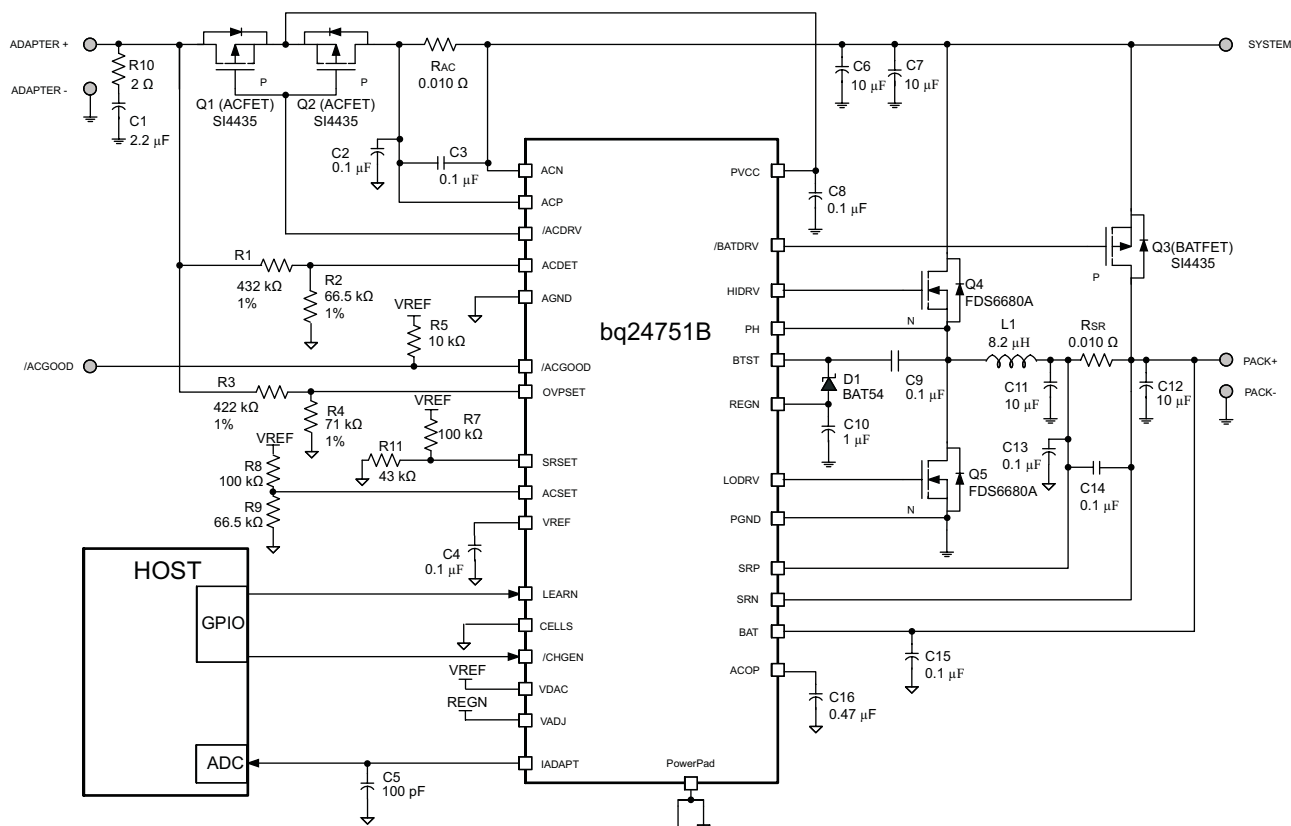 ADAPTER +
R10
2 Ω
P
P
RAC
0.010 Ω
C6
10 µF
C7
10 µF
SYSTEM
ADAPTER -
C1
2.2 µF
Q1 (ACFET)
SI4435
Q2 (ACFET)
SI4435
C2
0.1 µF
C3
0.1 µF
ACN
ACP
/ACDRV
ACDET
AGND
/ACGOOD
OVPSET
SRSET
ACSET
VREF
LEARN
CELLS
/CHGEN
VDAC
VADJ
IADAPT
bq24751B
PowerPad
PVCC
/BATDRV
HIDRV
PH
BTST
REGN
LODRV
PGND
SRP
SRN
BAT
ACOP
C8
0.1 µF
Q3(BATFET)
SI4435
P
Q4
FDS6680A
N
L1
8.2 µH
RSR
0.010 Ω
PACK+
PACK-
D1
BAT54
C9
0.1 µF
C10
1 µF
C11
10 µF
C12
10 µF
C13
0.1 µF
C14
0.1 µF
Q5
FDS6680A
N
C15
0.1 µF
C16
0.47 µF
R1
432 kΩ
1%
R2
66.5 kΩ
1%
VREF
R5
10 kΩ
/ACGOOD
R3
422 kΩ
1%
R4
71 kΩ
1%
VREF
R7
100 kΩ
R11
43 kΩ
VREF
R8
100 kΩ
R9
66.5 kΩ
C4
0.1 µF
HOST
GPIO
VREF
REGN
ADC
C5
100 pF